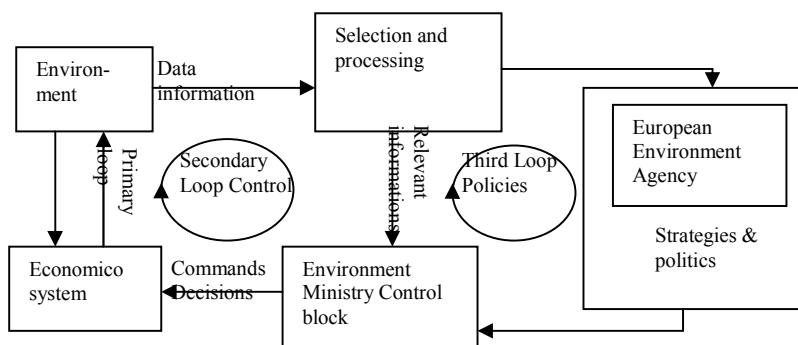 Environ-
ment
Data
information
Selection and
processing
European
Environment
Agency
Strategies &
politics
Primary
loop
Secondary
Loop Control
Relevant
informations
Third Loop
Policies
Economico
system
Commands
Decisions
Environment
Ministry Control
block